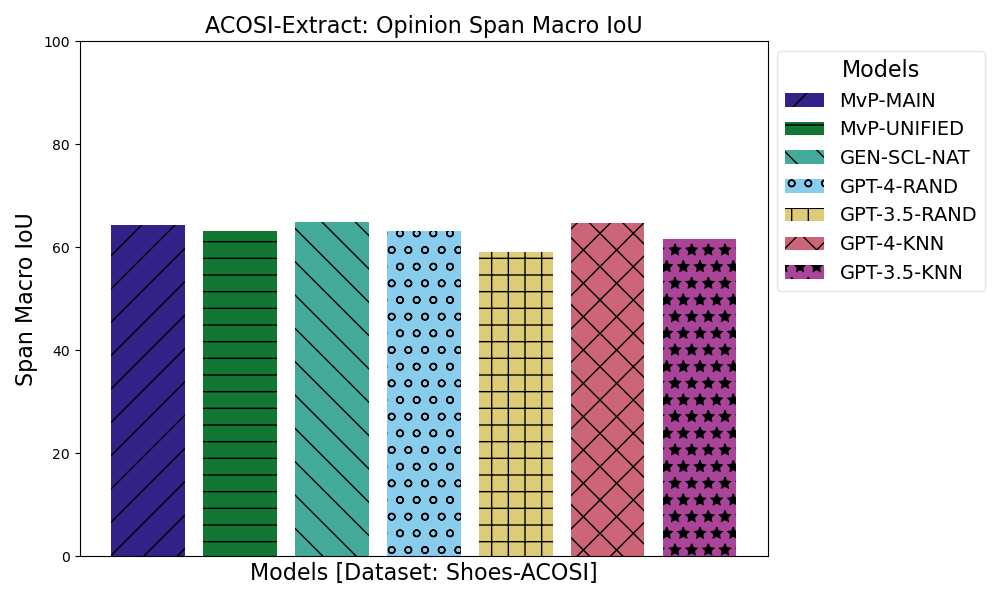 ACOSI-Extract: Opinion Span Macro IoU
100
80
60
40
20
0
Span Macro IoU
Models [Dataset: Shoes-ACOSI]
Models
MvP-MAIN
MvP-UNIFIED
GEN-SCL-NAT
GPT-4-RAND
GPT-3.5-RAND
GPT-4-KNN
GPT-3.5-KNN